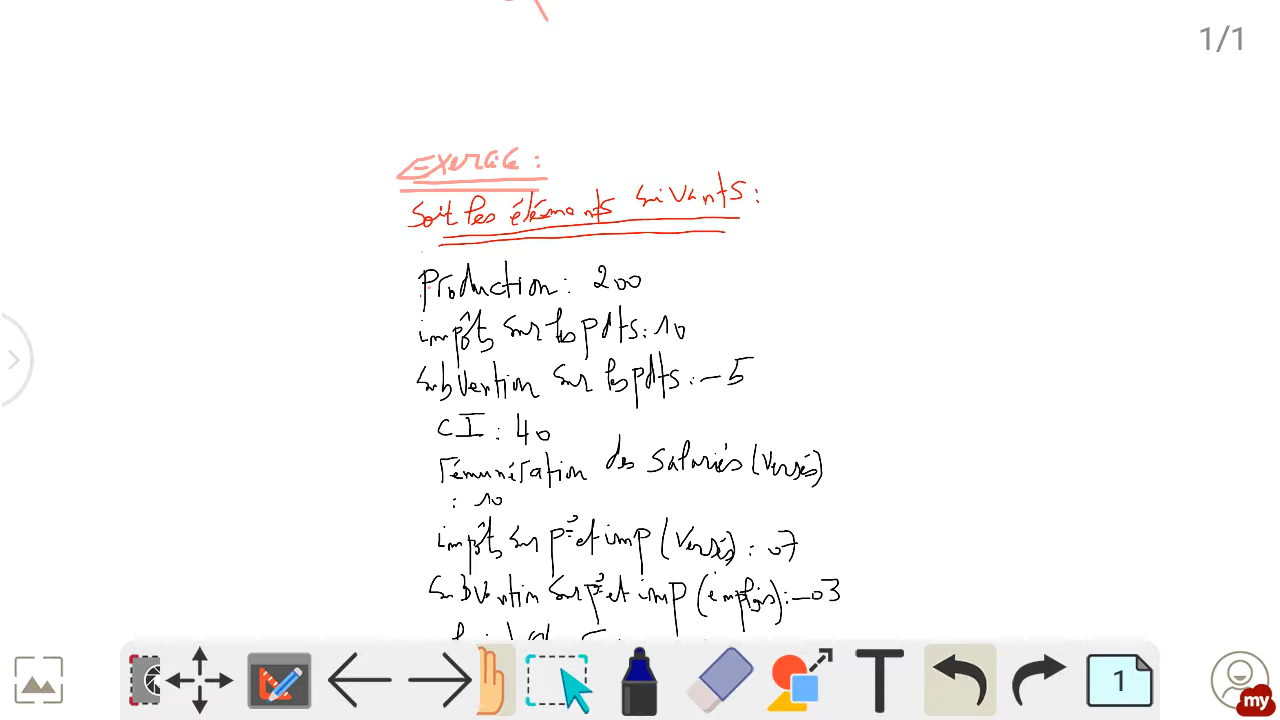 1/1
Exercice :
Soit les éléments suivants :
Production : 200
impôts sur les pdts : 10
subvention sur les pdts : -5
CI : 40
rémunération des salariés (versés)
: 10
impôts sur p° et imp (versés) : 07
Subvention sur p° et imp (emplois) : -03
1
my